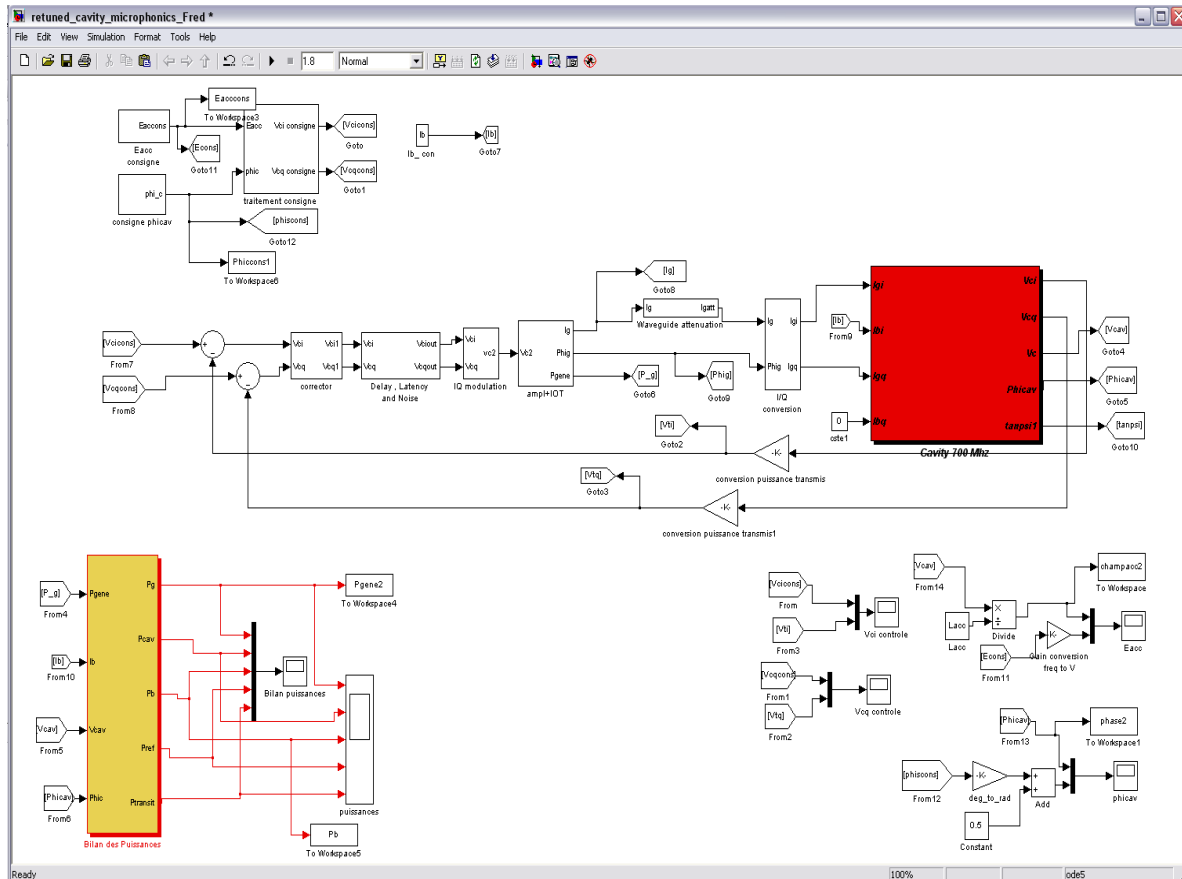 retuned_cavity_microphonics_Fred *
File Edit View Simulation Format Tools Help
1.8 Normal
Eacccons
To Workspace3
Eaccons
Eacc
consigne
[Econs]
Goto11
Eacc
Vci consigne
phic
Vcq consigne
traitement consigne
[Vcicons]
Goto
[Vcqcons]
Goto1
Ib
Ib_ con
[Ib]
Goto7
phi_c
consigne phicav
[phiscons]
Goto12
Phiccons1
To Workspace6
[Vcicons]
From7
[Vcqcons]
From8
Vci
Vcq
Vci1
Vcq1
corrector
Vci
Vcq
Vciout
Vcqout
Delay , Latency
and Noise
Vci
Vcq
vc2
IQ modulation
Vc2
Ig
Phig
Pgene
ampl+IOT
[Ig]
Goto8
Ig
Igatt
Waveguide attenuation
[P_g]
Goto6
[Phig]
Goto9
Ig
Phig
Igi
Igq
I/Q
conversion
[Ib]
From9
0
cste1
Igi
Ibi
Igq
Ibq
Vci
Vcq
Vc
Phicav
tanpsi1
Cavity 700 Mhz
[Vcav]
Goto4
[Phicav]
Goto5
[tanpsi]
Goto10
[Vti]
Goto2
-K-
conversion puissance transmis
[Vtq]
Goto3
-K-
conversion puissance transmis1
[P_g]
From4
[Ib]
From10
[Vcav]
From5
[Phicav]
From6
Pgene
Ib
Vcav
Phic
Pg
Pcav
Pb
Pref
Ptransit
Bilan des Puissances
Pgene2
To Workspace4
Bilan puissances
puissances
Pb
To Workspace5
[Vcicons]
From
[Vti]
From3
Vci controle
[Vcqcons]
From1
[Vtq]
From2
Vcq controle
[Vcav]
From14
Lacc
Lacc
×
÷
Divide
champacc2
To Workspace
[Econs]
From11
-K-
Gain conversion
freq to V
Eacc
[Phicav]
From13
phase2
To Workspace1
[phiscons]
From12
-K-
deg_to_rad
+
+
Add
0.5
Constant
phicav
Ready 100% ode5